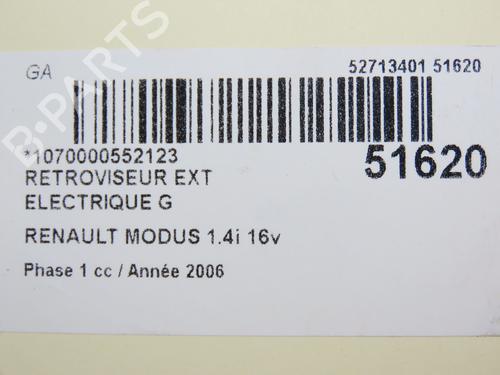 GA
52713401 51620
*1070000552123
51620
RETROVISEUR EXT
ELECTRIQUE G
RENAULT MODUS 1.4i 16v
Phase 1 cc / Année 2006
B-PARTS